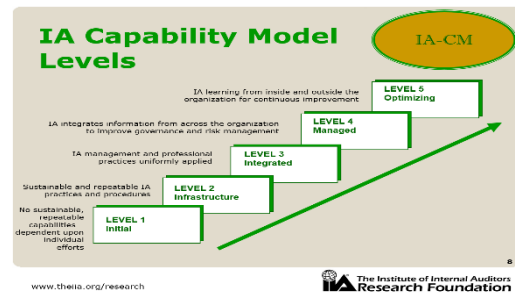 IA Capability Model
Levels
IA-CM
IA learning from inside and outside the
organization for continuous improvement
LEVEL 5
Optimizing
IA integrates information from across the organization
to improve governance and risk management
LEVEL 4
Managed
IA management and professional
practices uniformly applied
LEVEL 3
Integrated
Sustainable and repeatable IA
practices and procedures
LEVEL 2
Infrastructure
No sustainable,
repeatable
capabilities
dependent upon
individual
efforts
LEVEL 1
Initial
8
www.theiia.org/research
IIA
The Institute of Internal Auditors
Research Foundation